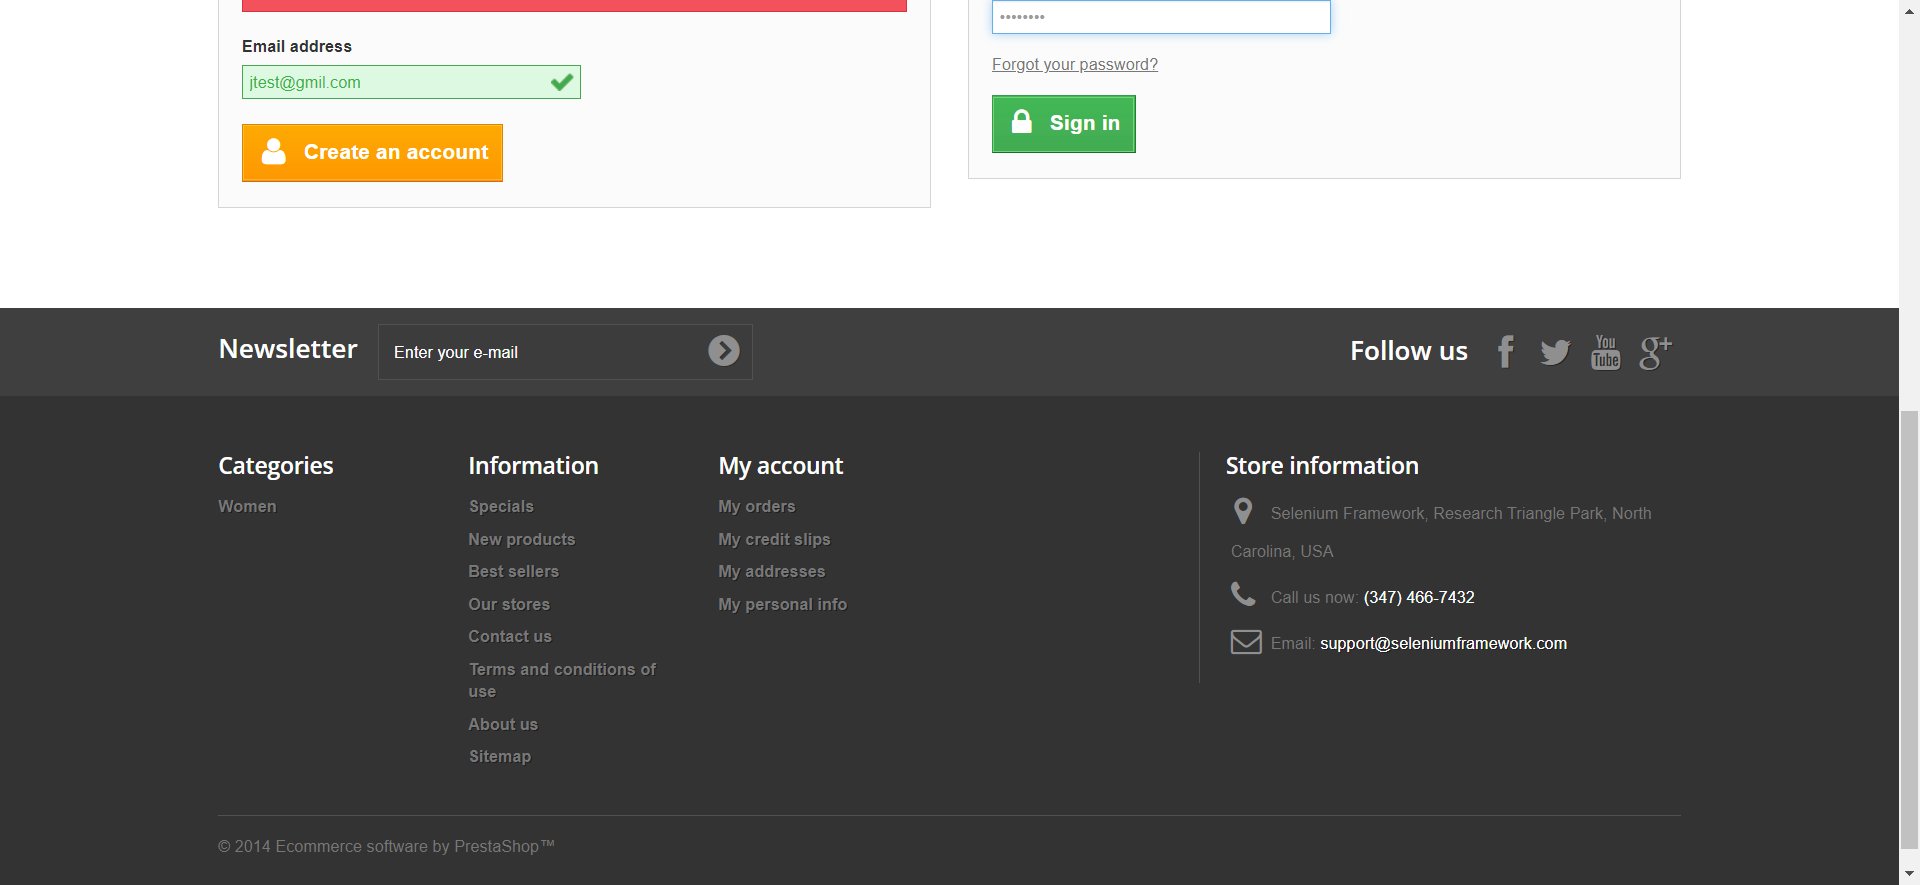 Email address
jtest@gmil.com
Create an account
••••••••
Forgot your password?
Sign in
Newsletter
Enter your e-mail
Follow us
You
Tube
g+
Categories
Women
Information
Specials
New products
Best sellers
Our stores
Contact us
Terms and conditions of
use
About us
Sitemap
My account
My orders
My credit slips
My addresses
My personal info
Store information
Selenium Framework, Research Triangle Park, North
Carolina, USA
Call us now: (347) 466-7432
Email: support@seleniumframework.com
© 2014 Ecommerce software by PrestaShop™